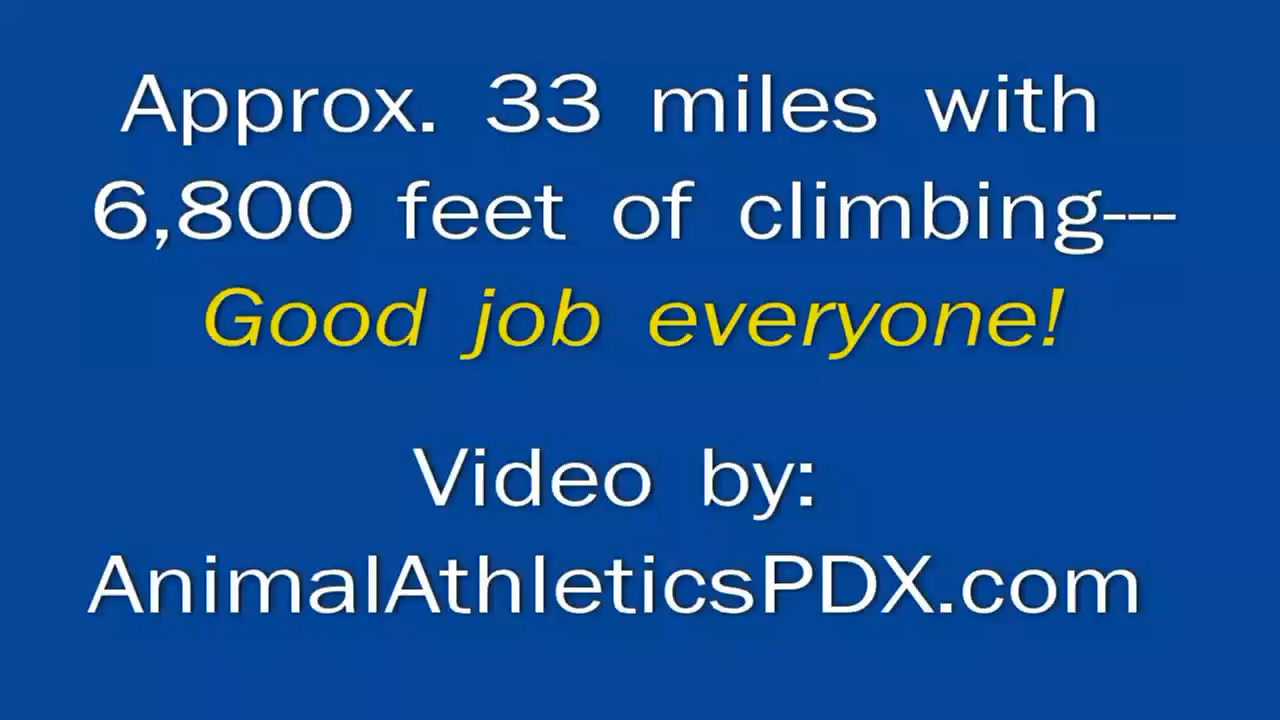 Approx. 33 miles with
6,800 feet of climbing---
Good job everyone!
Video by:
AnimalAthleticsPDX.com